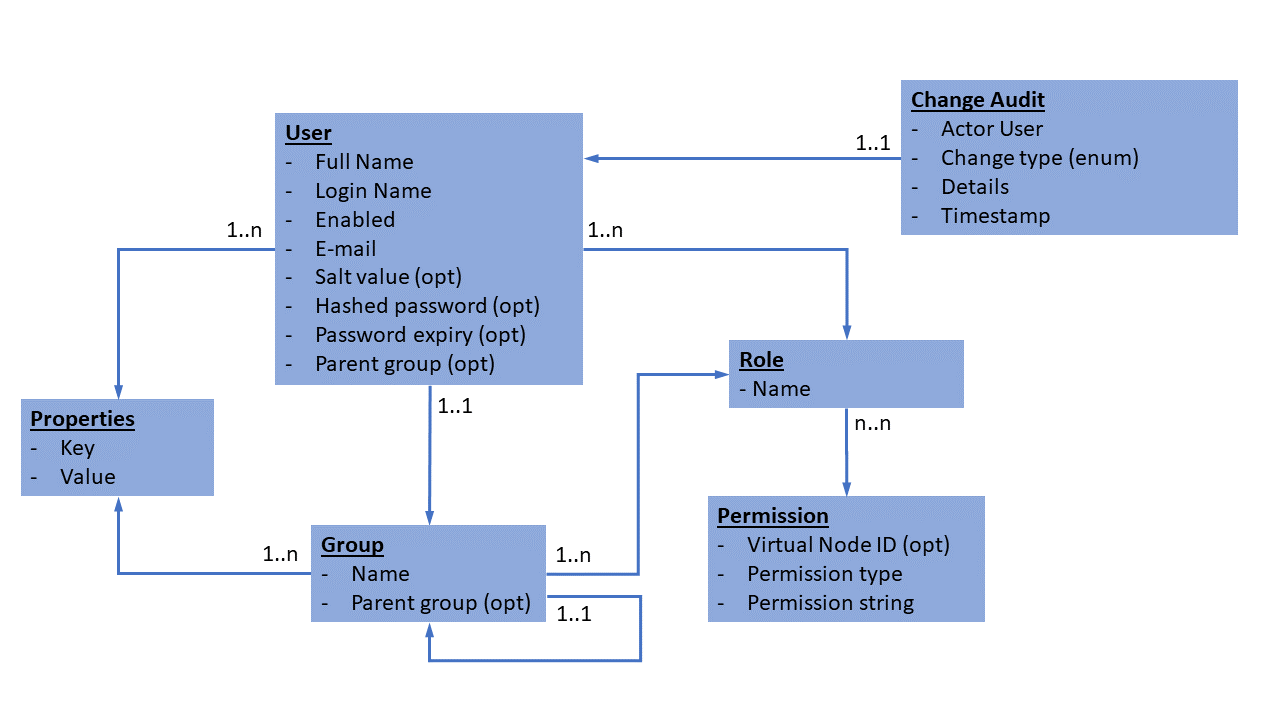 Change Audit
- Actor User
- Change type (enum)
- Details
- Timestamp
1..1
User
- Full Name
- Login Name
- Enabled
- E-mail
- Salt value (opt)
- Hashed password (opt)
- Password expiry (opt)
- Parent group (opt)
1..n
1..n
1..1
Role
- Name
n..n
Properties
- Key
- Value
Permission
- Virtual Node ID (opt)
- Permission type
- Permission string
Group
- Name
- Parent group (opt)
1..n
1..n
1..1